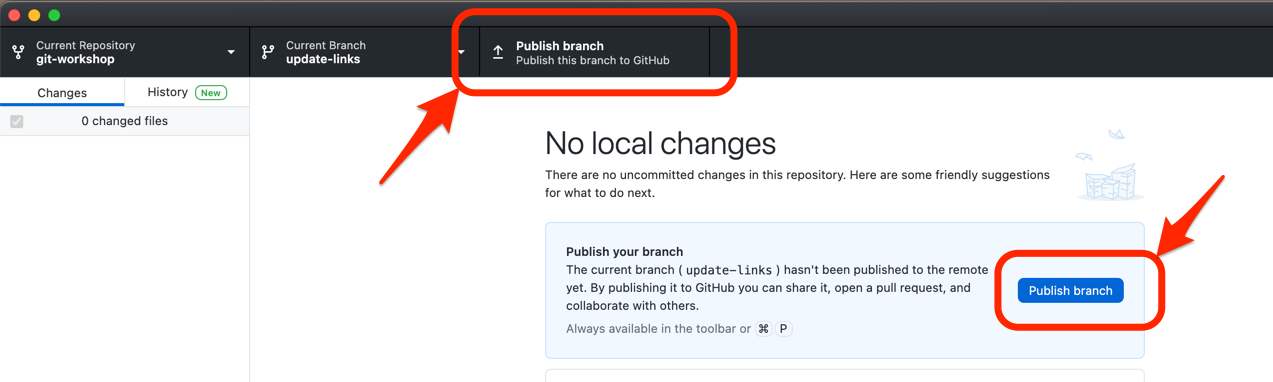 Current Repository
git-workshop
Current Branch
update-links
Publish branch
Publish this branch to GitHub
Changes
History New
0 changed files
No local changes
There are no uncommitted changes in this repository. Here are some friendly suggestions
for what to do next.
Publish your branch
The current branch ( update-links ) hasn't been published to the remote
yet. By publishing it to GitHub you can share it, open a pull request, and
collaborate with others.
Publish branch
Always available in the toolbar or ⌘ P